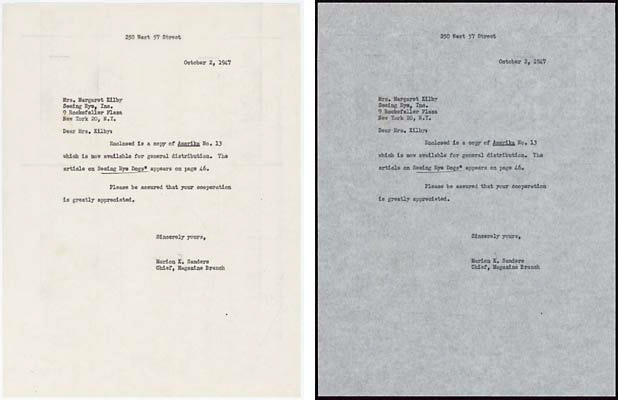 250 West 57 Street
October 2, 1947
Mrs. Margaret Kilby
Seeing Eye, Inc.
9 Rockefeller Plaza
New York 20, N.Y.
Dear Mrs. Kilby:
Enclosed is a copy of Amerika No. 13
which is now available for general distribution. The
article on Seeing Eye Dogs" appears on page 46.
Please be assured that your cooperation
is greatly appreciated.
Sincerely yours,
Marion K. Sanders
Chief, Magazine Branch
250 West 57 Street
October 2, 1947
Mrs. Margaret Kilby
Seeing Eye, Inc.
9 Rockefeller Plaza
New York 20, N.Y.
Dear Mrs. Kilby:
Enclosed is a copy of Amerika No. 13
which is now available for general distribution. The
article on Seeing Eye Dogs" appears on page 46.
Please be assured that your cooperation
is greatly appreciated.
Sincerely yours,
Marion K. Sanders
Chief, Magazine Branch